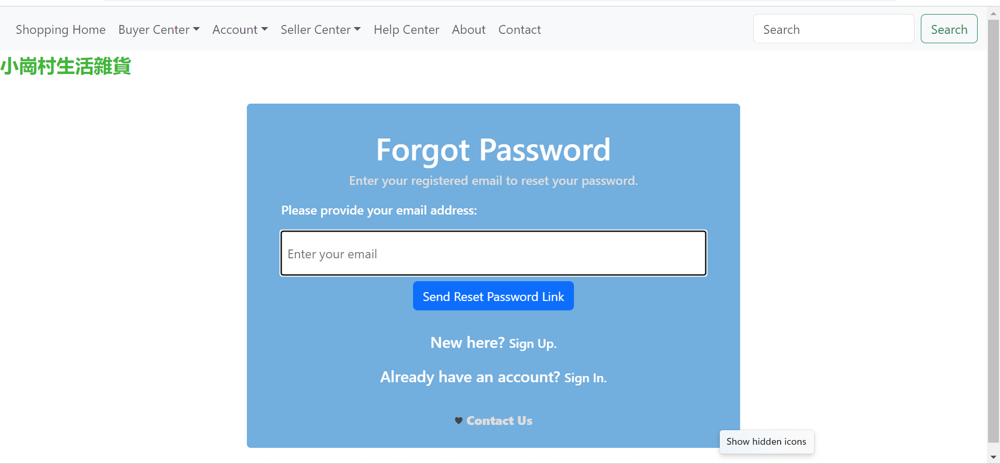 Shopping Home Buyer Center Account Seller Center Help Center About Contact Search Search
小崗村生活雜貨
Forgot Password
Enter your registered email to reset your password.
Please provide your email address:
Enter your email
Send Reset Password Link
New here? Sign Up.
Already have an account? Sign In.
♥ Contact Us
Show hidden icons